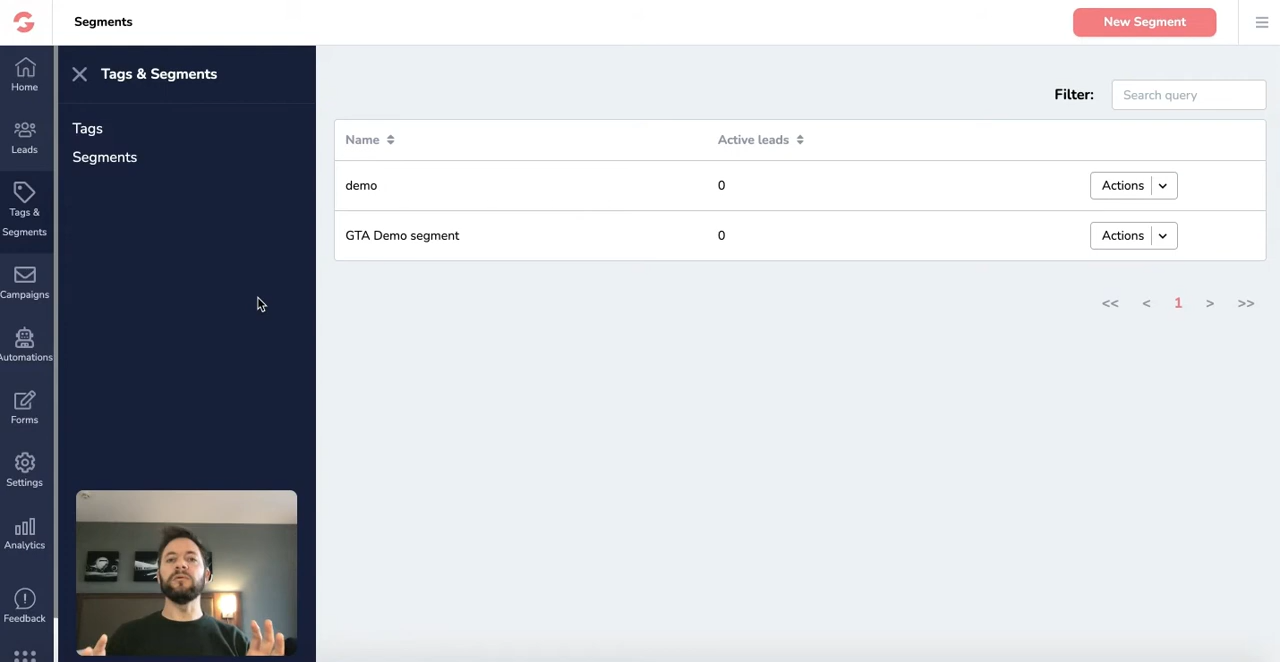 Segments
New Segment
Home
Leads
Tags &
Segments
Campaigns
Automations
Forms
Settings
Analytics
Feedback
Tags & Segments
Tags
Segments
Filter:
Search query
Name
Active leads
demo
0
Actions
GTA Demo segment
0
Actions
<< < 1 > >>